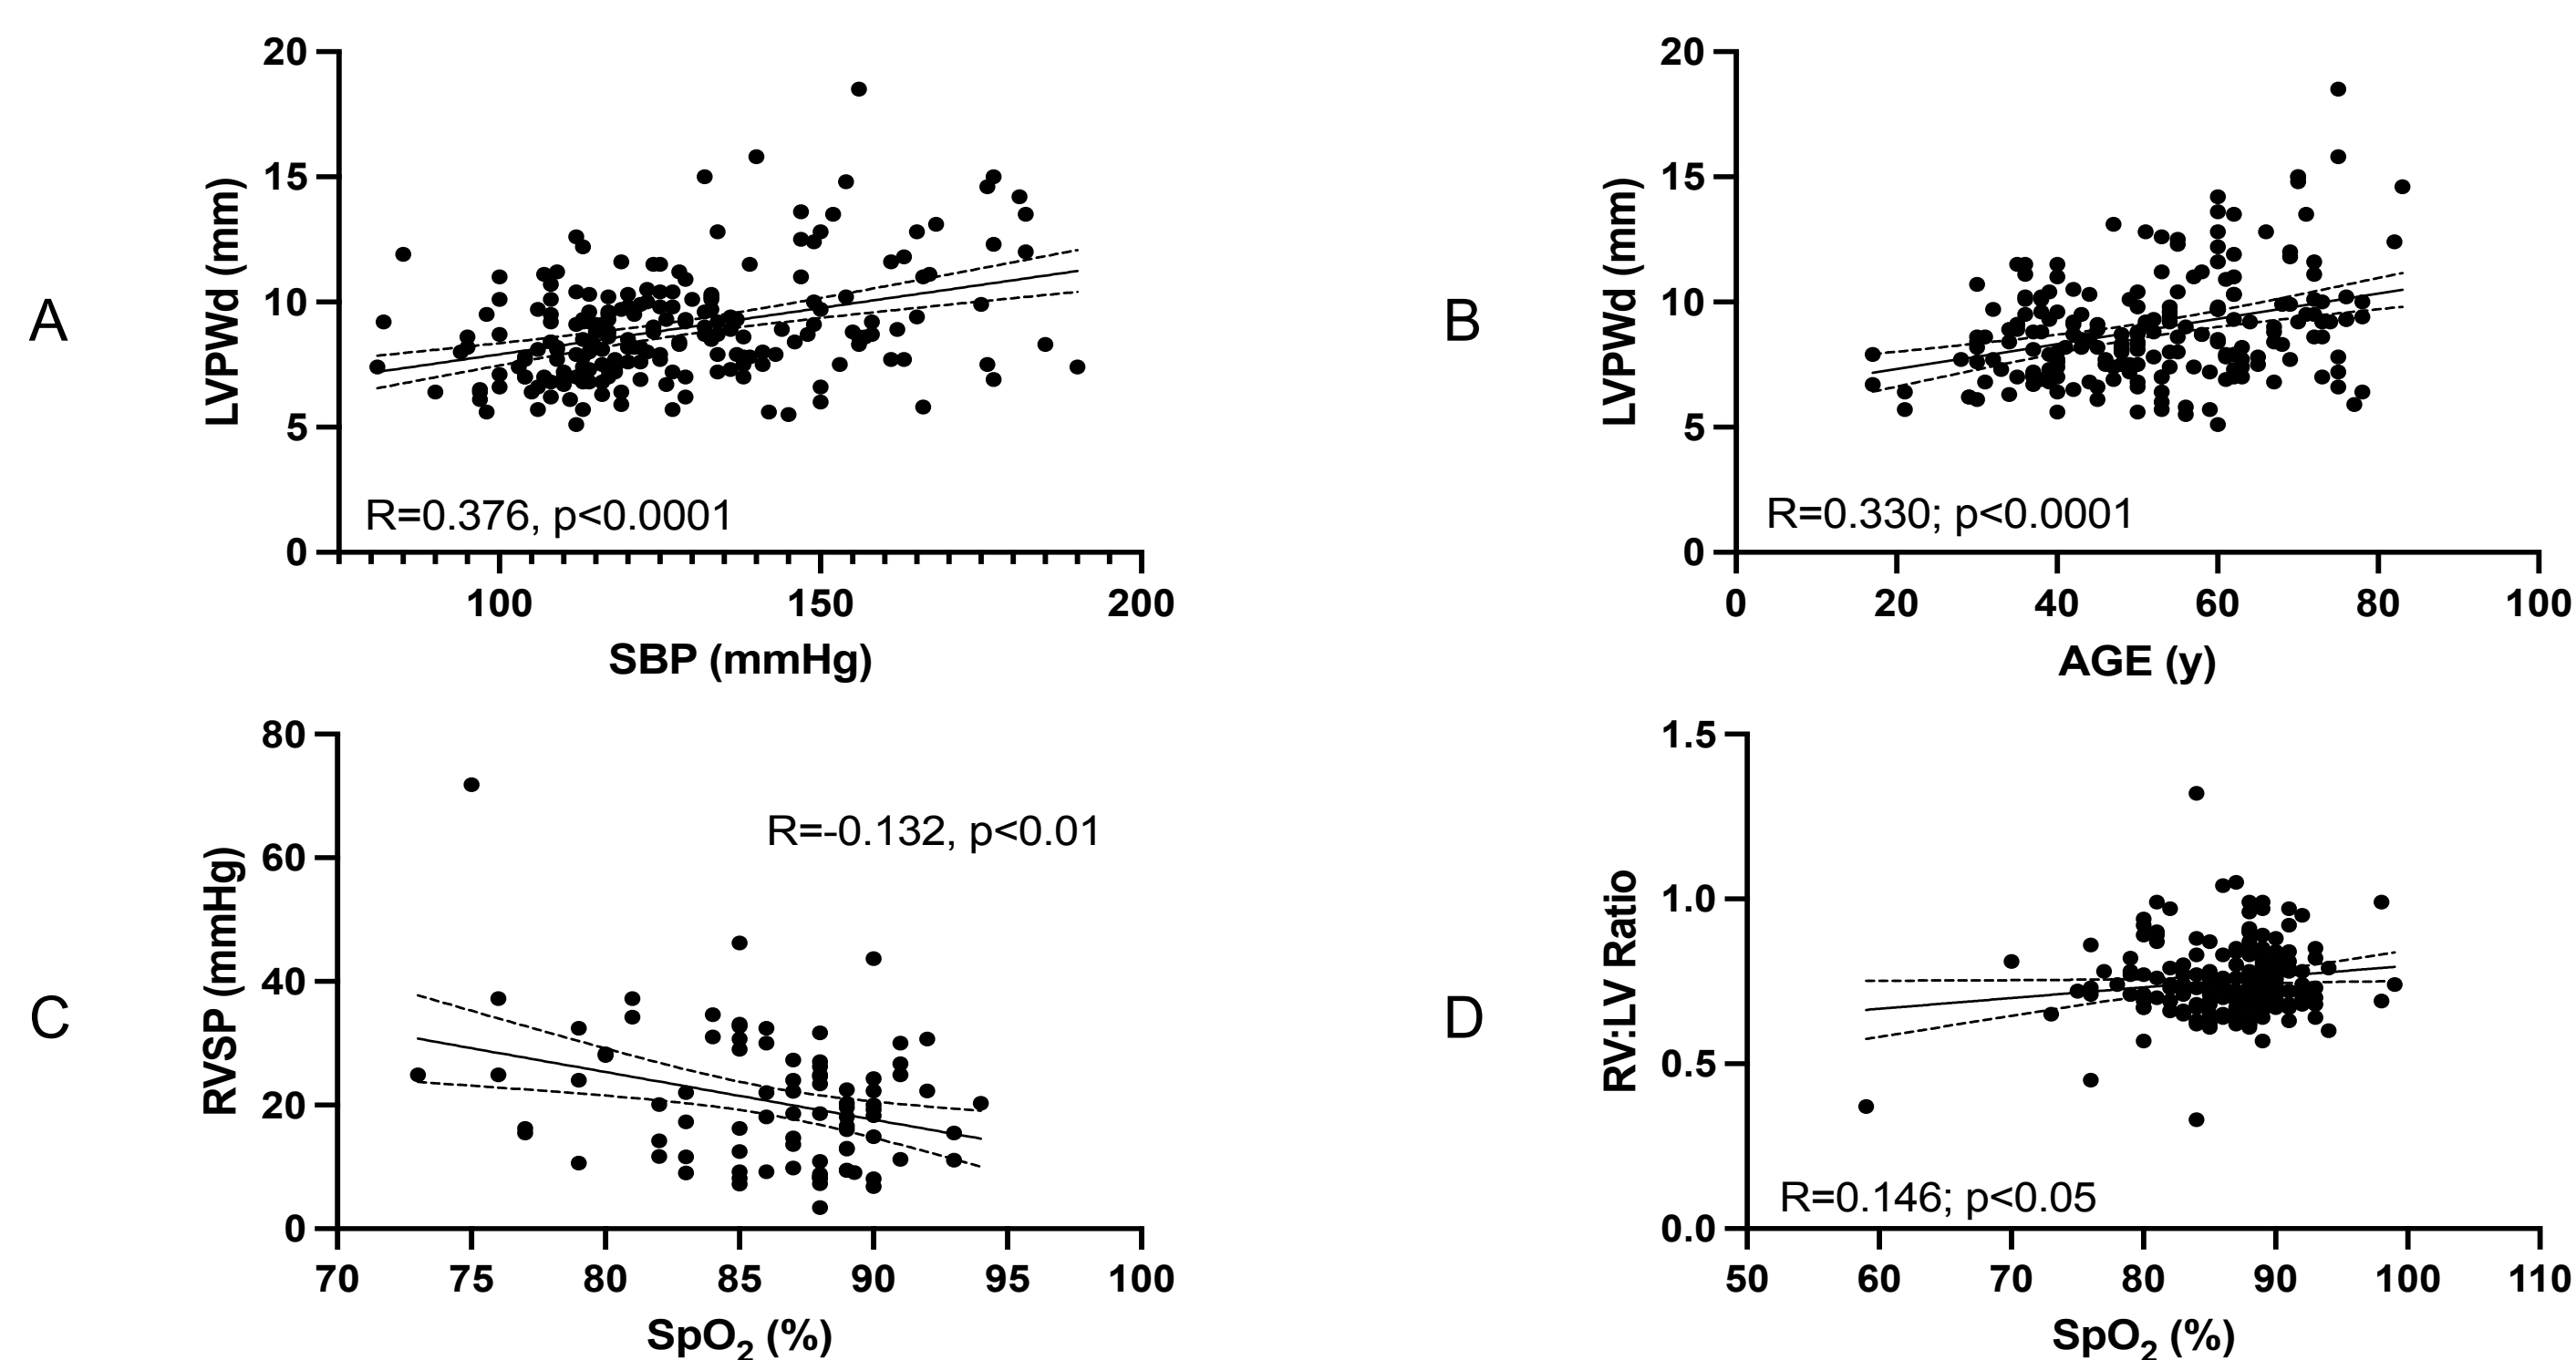 A
LVPWd (mm)
20
15
10
5
0
R=0.376, p<0.0001
100 150 200
SBP (mmHg)
B
LVPWd (mm)
20
15
10
5
0
R=0.330; p<0.0001
0 20 40 60 80 100
AGE (y)
C
RVSP (mmHg)
80
60
40
20
0
R=-0.132, p<0.01
70 75 80 85 90 95 100
SpO₂ (%)
D
RV:LV Ratio
1.5
1.0
0.5
0.0
R=0.146; p<0.05
50 60 70 80 90 100 110
SpO₂ (%)